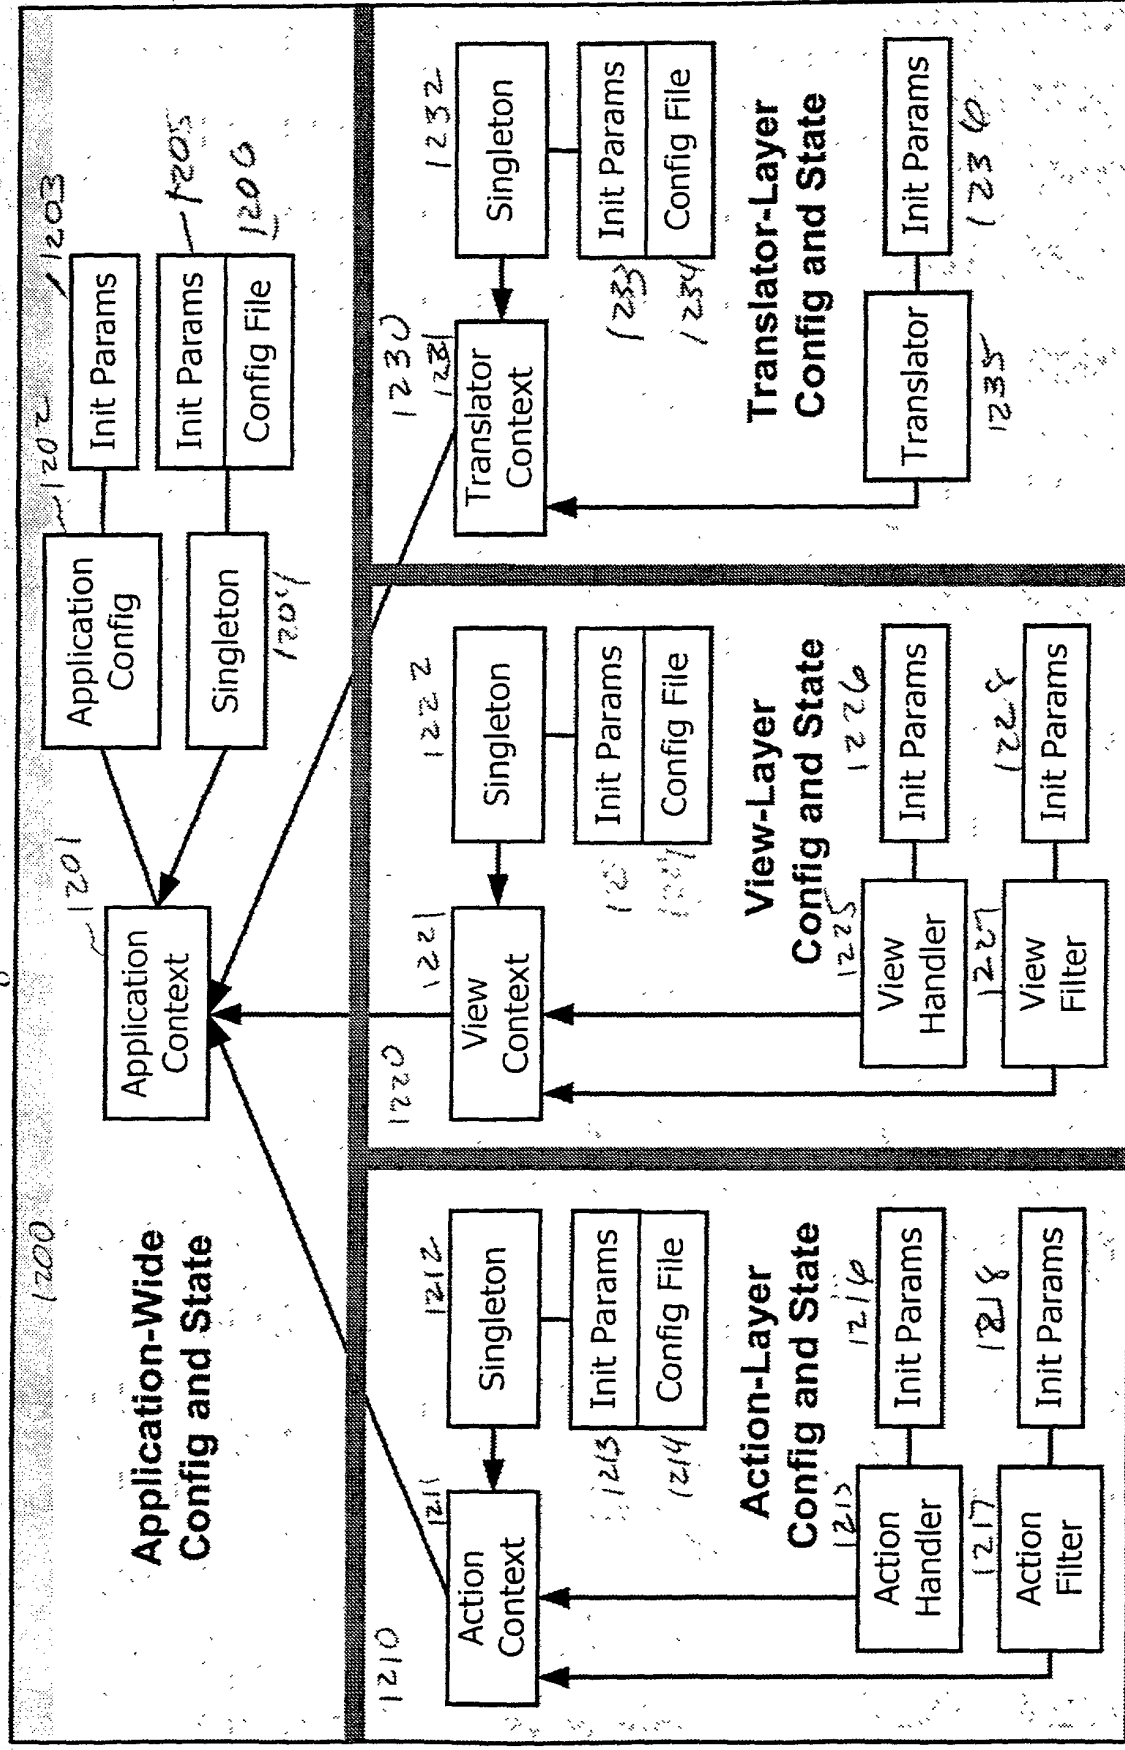 1200
Application-Wide
Config and State
1201
Application
Context
1202
Application
Config
1203
Init Params
Singleton
1204
1205
Init Params
1206
Config File
1210
1211
Action
Context
1212
Singleton
1213
Init Params
1214
Config File
Action-Layer
Config and State
Action
Handler
1216
Init Params
1217
Action
Filter
1218
Init Params
1220
1221
View
Context
1222
Singleton
Init Params
Config File
View-Layer
Config and State
1225
View
Handler
1226
Init Params
1227
View
Filter
1228
Init Params
1230
1231
Translator
Context
1232
Singleton
1233
Init Params
1234
Config File
Translator-Layer
Config and State
Translator
1235
Init Params
1236